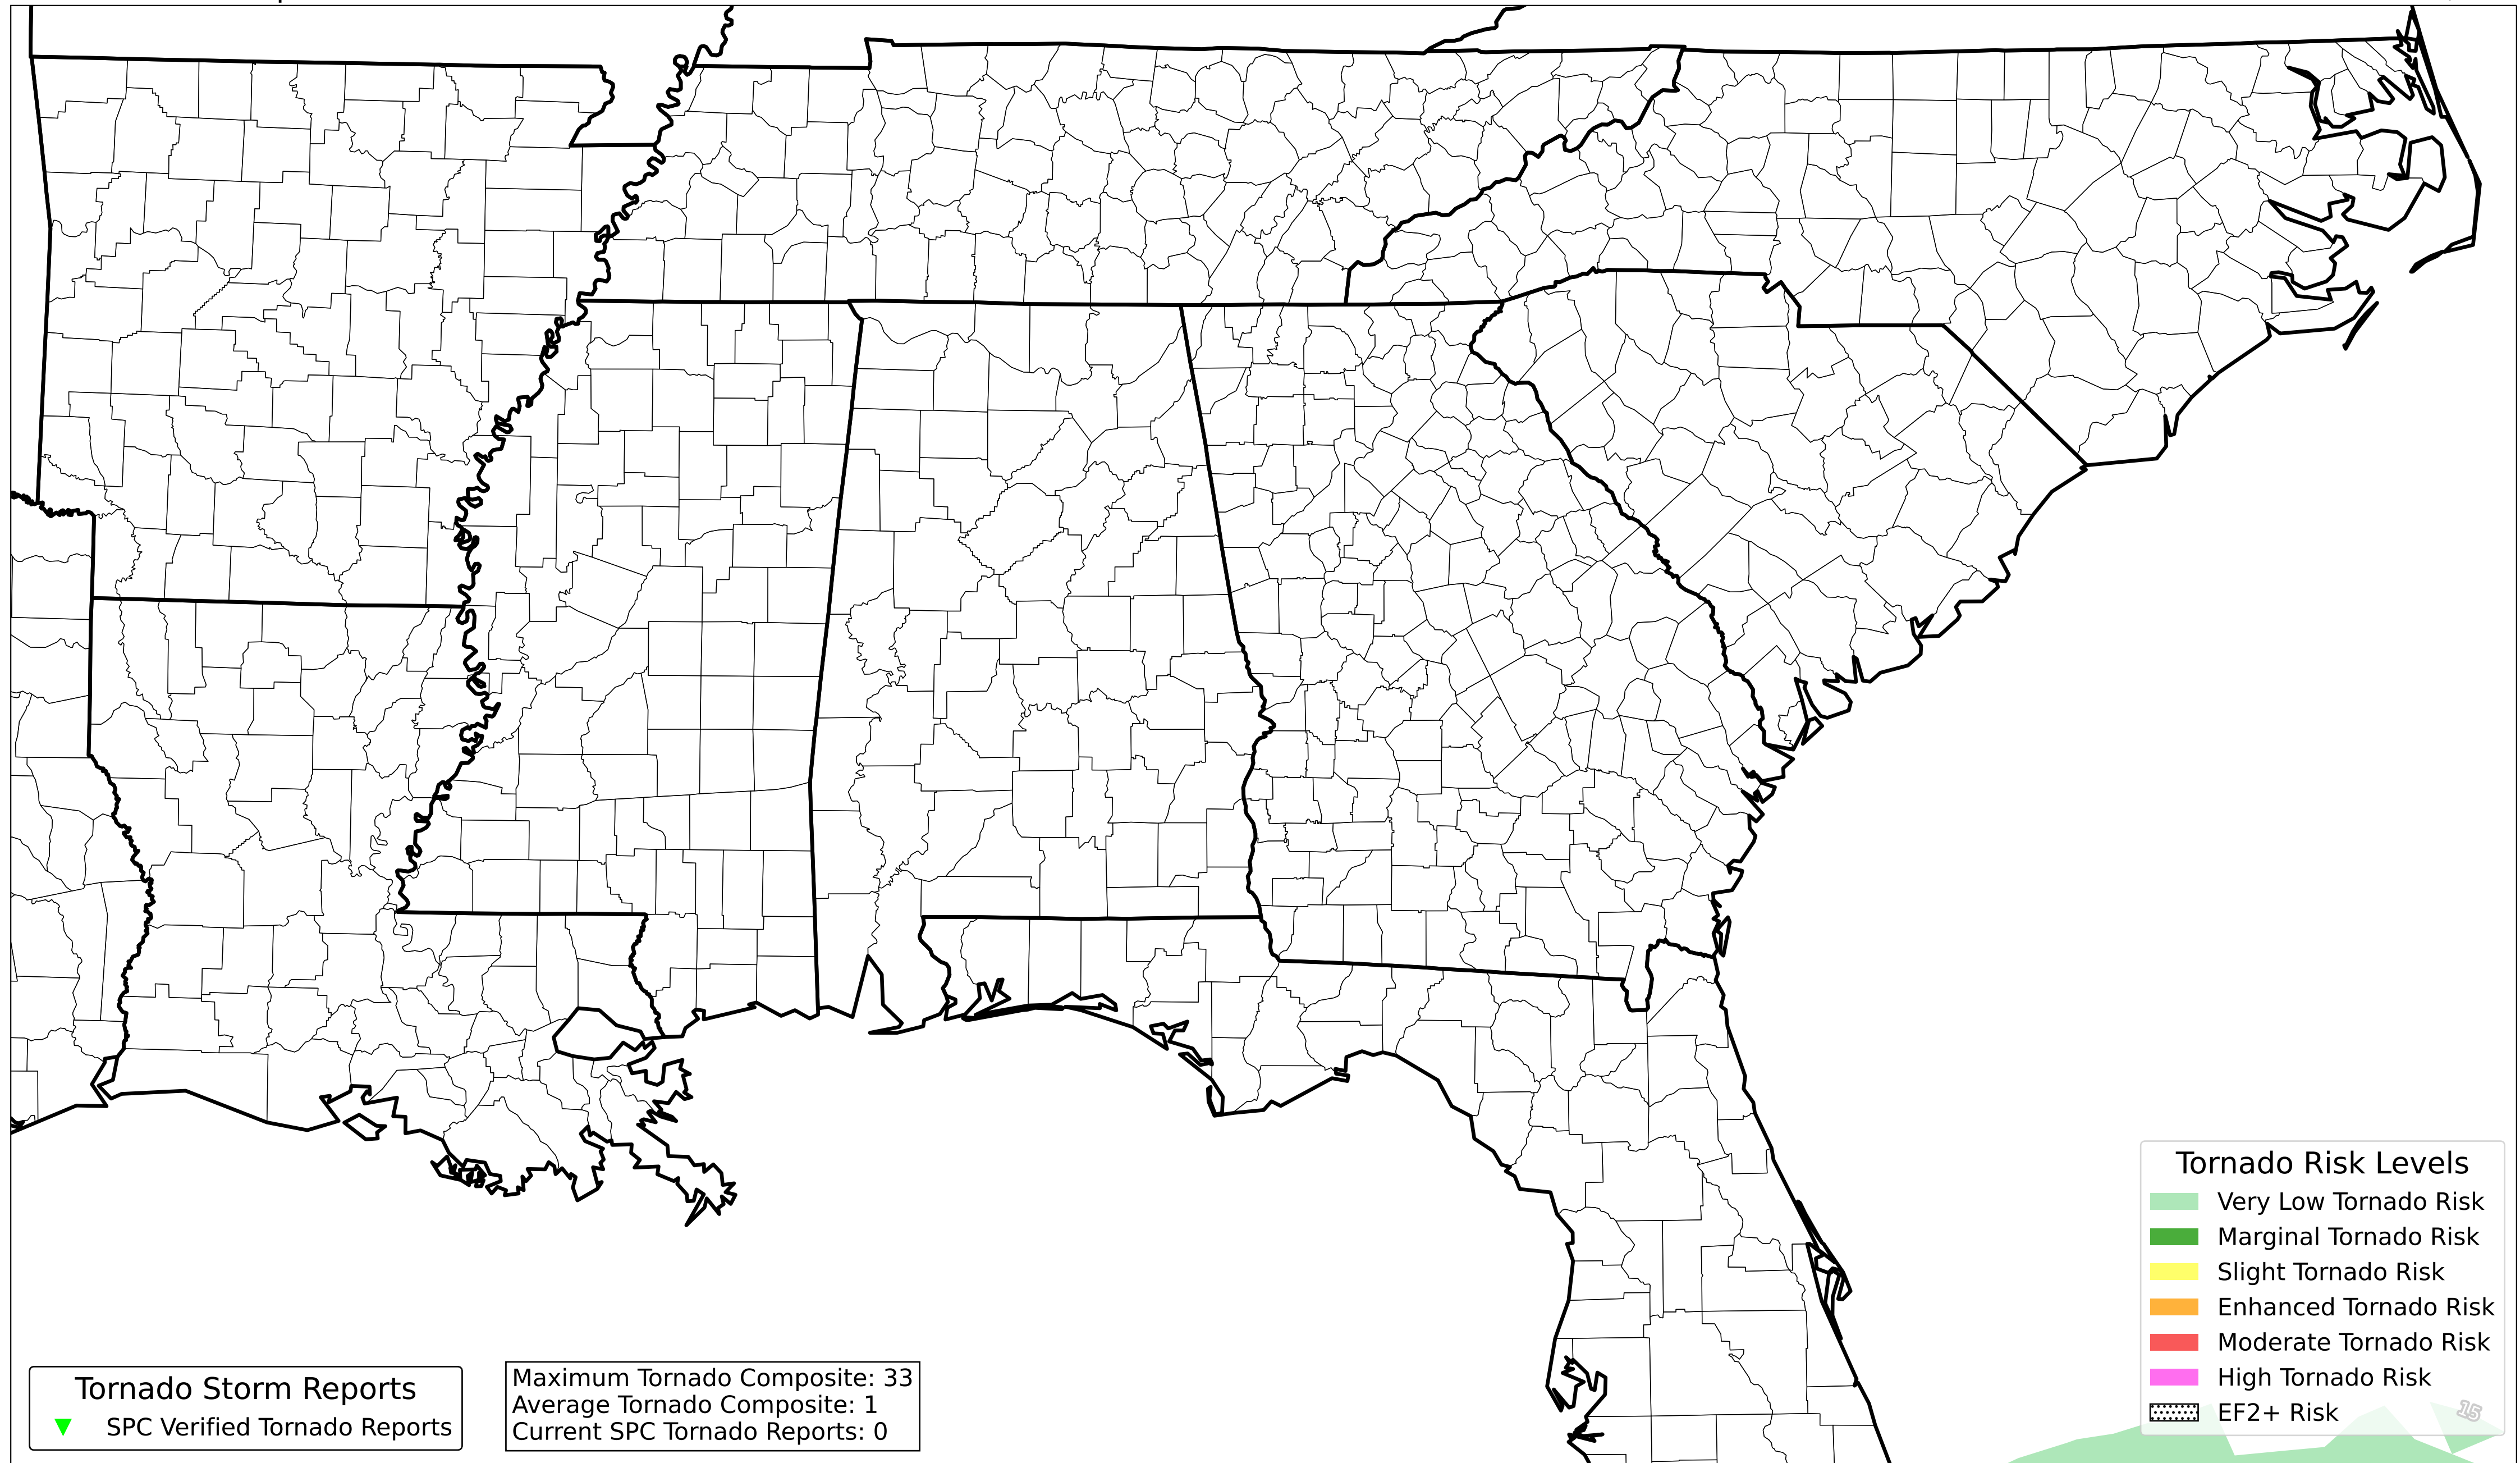 Tornado Risk Levels
Very Low Tornado Risk
Marginal Tornado Risk
Slight Tornado Risk
Enhanced Tornado Risk
Moderate Tornado Risk
High Tornado Risk
EF2+ Risk
15
Tornado Storm Reports
SPC Verified Tornado Reports
Maximum Tornado Composite: 33
Average Tornado Composite: 1
Current SPC Tornado Reports: 0